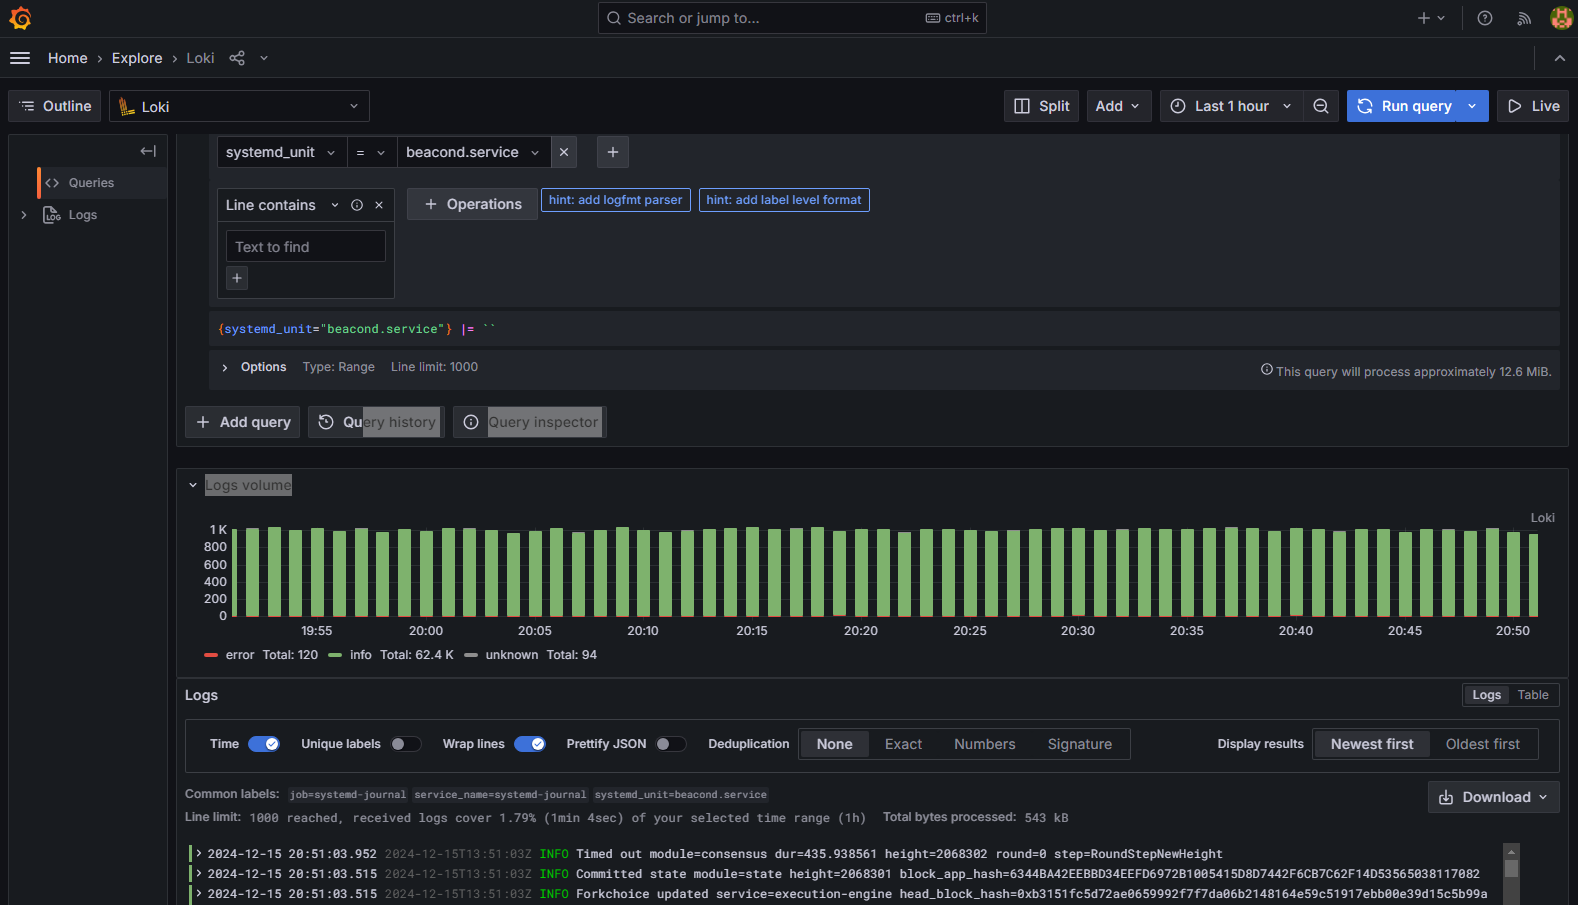 Search or jump to... ctrl+k
Home › Explore › Loki
Outline Loki Split Add Last 1 hour Run query Live
systemd_unit = beacond.service
Queries
Logs
Line contains Operations hint: add logfmt parser hint: add label level format
Text to find
{systemd_unit="beacond.service"} |= ``
Options Type: Range Line limit: 1000 This query will process approximately 12.6 MiB.
Add query Query history Query inspector
Logs volume
Loki
1 K
800
600
400
200
0
19:55 20:00 20:05 20:10 20:15 20:20 20:25 20:30 20:35 20:40 20:45 20:50
error Total: 120 info Total: 62.4 K unknown Total: 94
Logs Logs Table
Time Unique labels Wrap lines Prettify JSON Deduplication None Exact Numbers Signature Display results Newest first Oldest first
Common labels: job=systemd-journal service_name=systemd-journal systemd_unit=beacond.service
Download
Line limit: 1000 reached, received logs cover 1.79% (1min 4sec) of your selected time range (1h) Total bytes processed: 543 kB
2024-12-15 20:51:03.952 2024-12-15T13:51:03Z INFO Timed out module=consensus dur=435.938561 height=2068302 round=0 step=RoundStepNewHeight
2024-12-15 20:51:03.515 2024-12-15T13:51:03Z INFO Committed state module=state height=2068301 block_app_hash=6344BA42EEBBD34EEFD6972B1005415D8D7442F6CB7C62F14D53565038117082
2024-12-15 20:51:03.515 2024-12-15T13:51:03Z INFO Forkchoice updated service=execution-engine head_block_hash=0xb3151fc5d72ae0659992f7f7da06b2148164e59c51917ebb00e39d15c5b99a